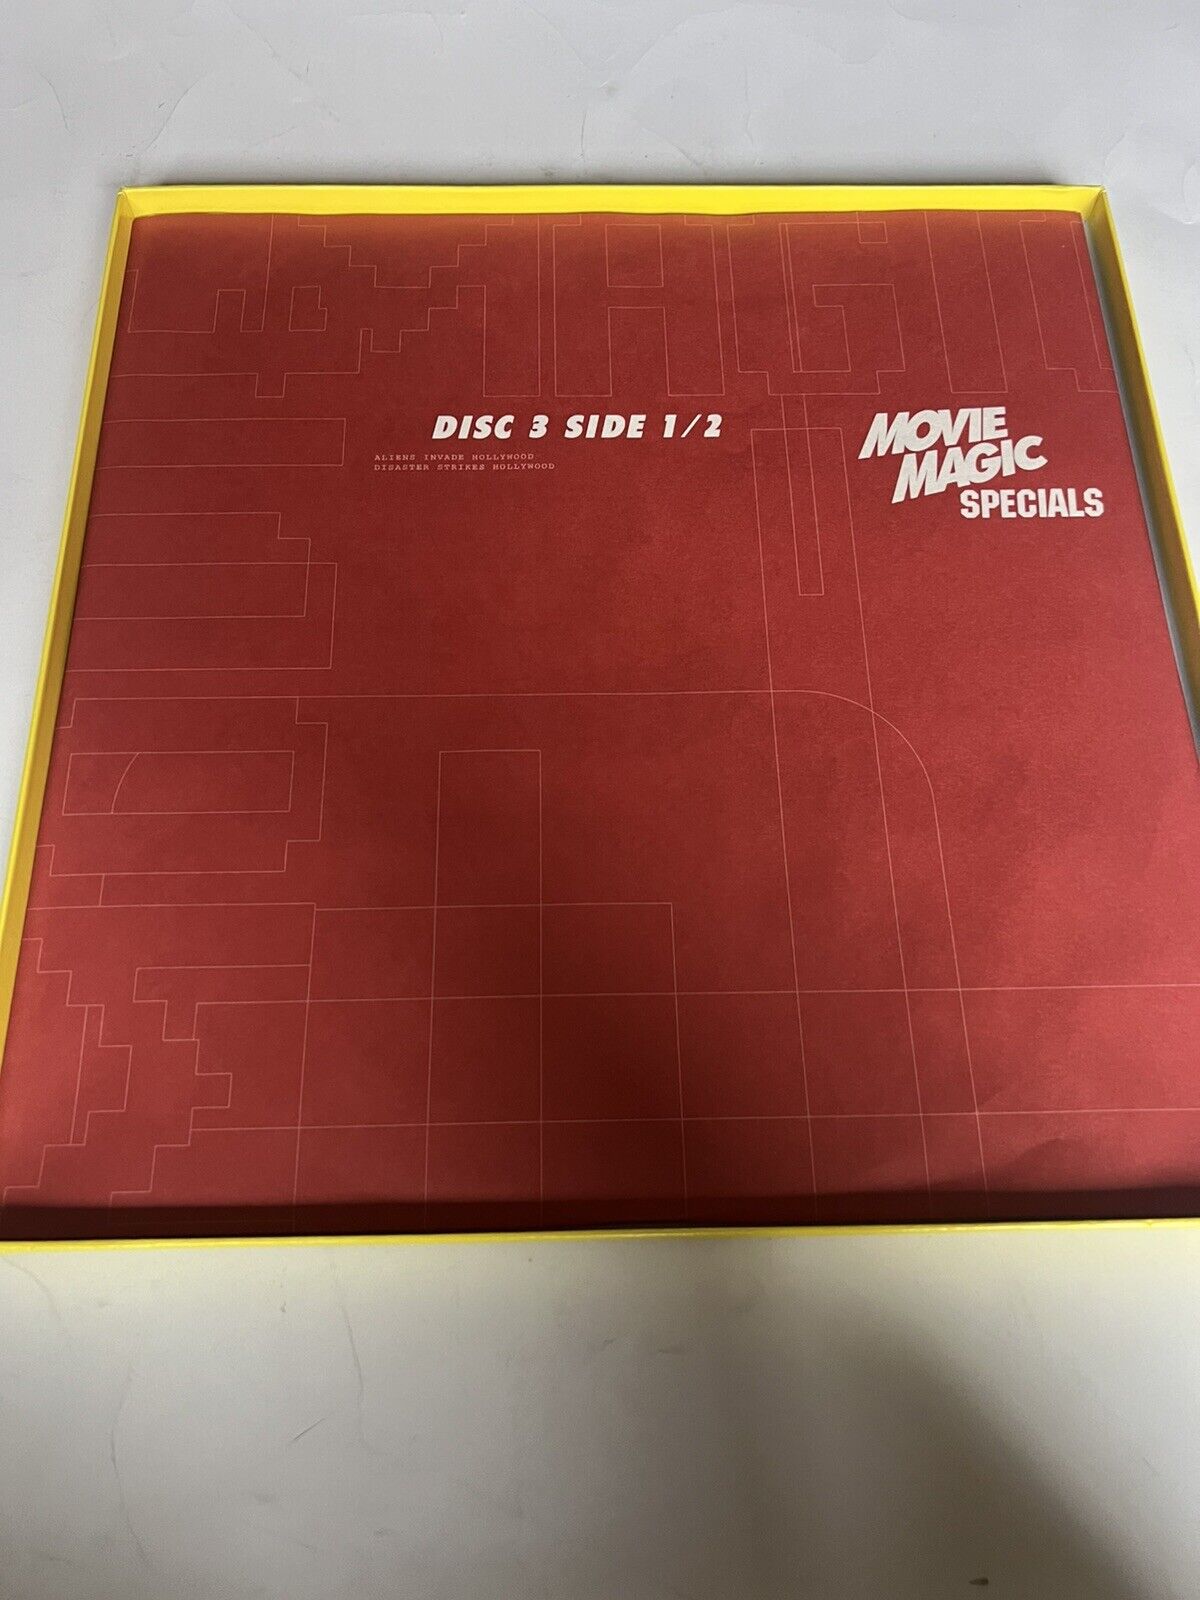 DISC 3 SIDE 1/2
ALIENS INVADE HOLLYWOOD
DISASTER STRIKES HOLLYWOOD
MOVIE
MAGIC
SPECIALS